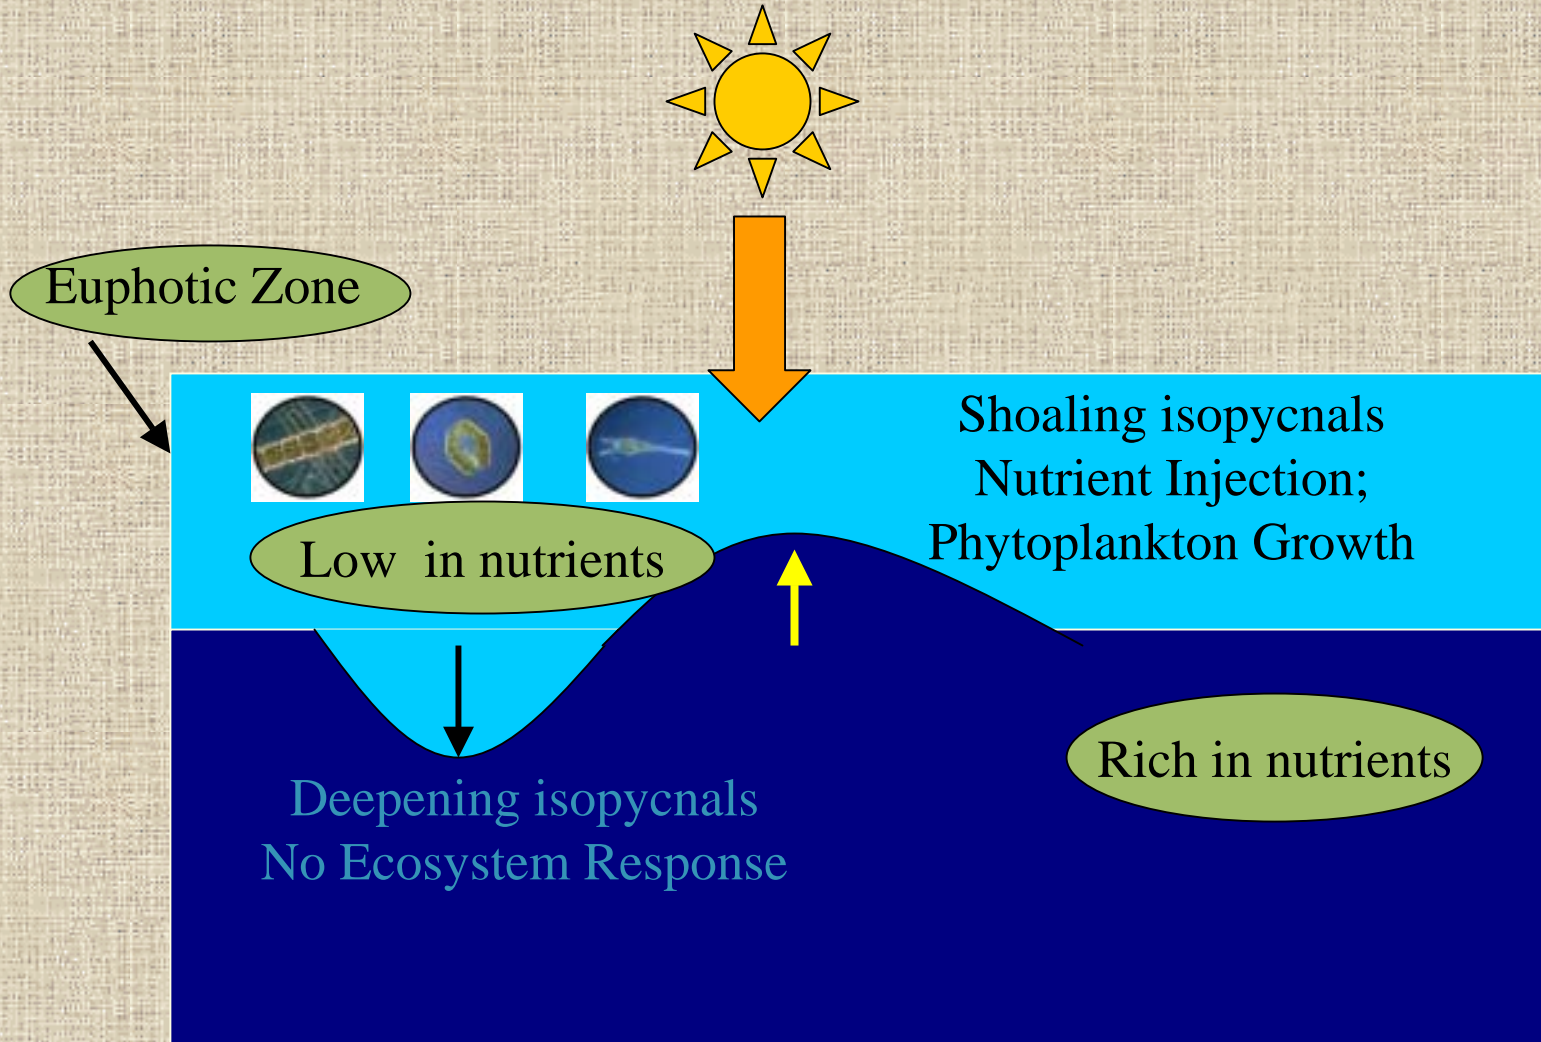 Euphotic Zone
Shoaling isopycnals
Nutrient Injection;
Phytoplankton Growth
Low  in nutrients
Rich in nutrients
Deepening isopycnals
No Ecosystem Response